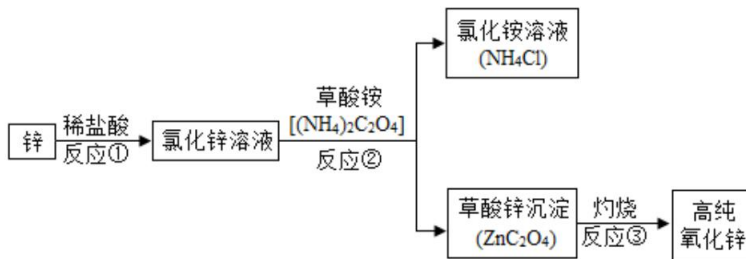 锌
稀盐酸
反应①
氯化锌溶液
草酸铵
[(NH₄)₂C₂O₄]
反应②
氯化铵溶液
(NH₄Cl)
草酸锌沉淀
(ZnC₂O₄)
灼烧
反应③
高纯
氧化锌